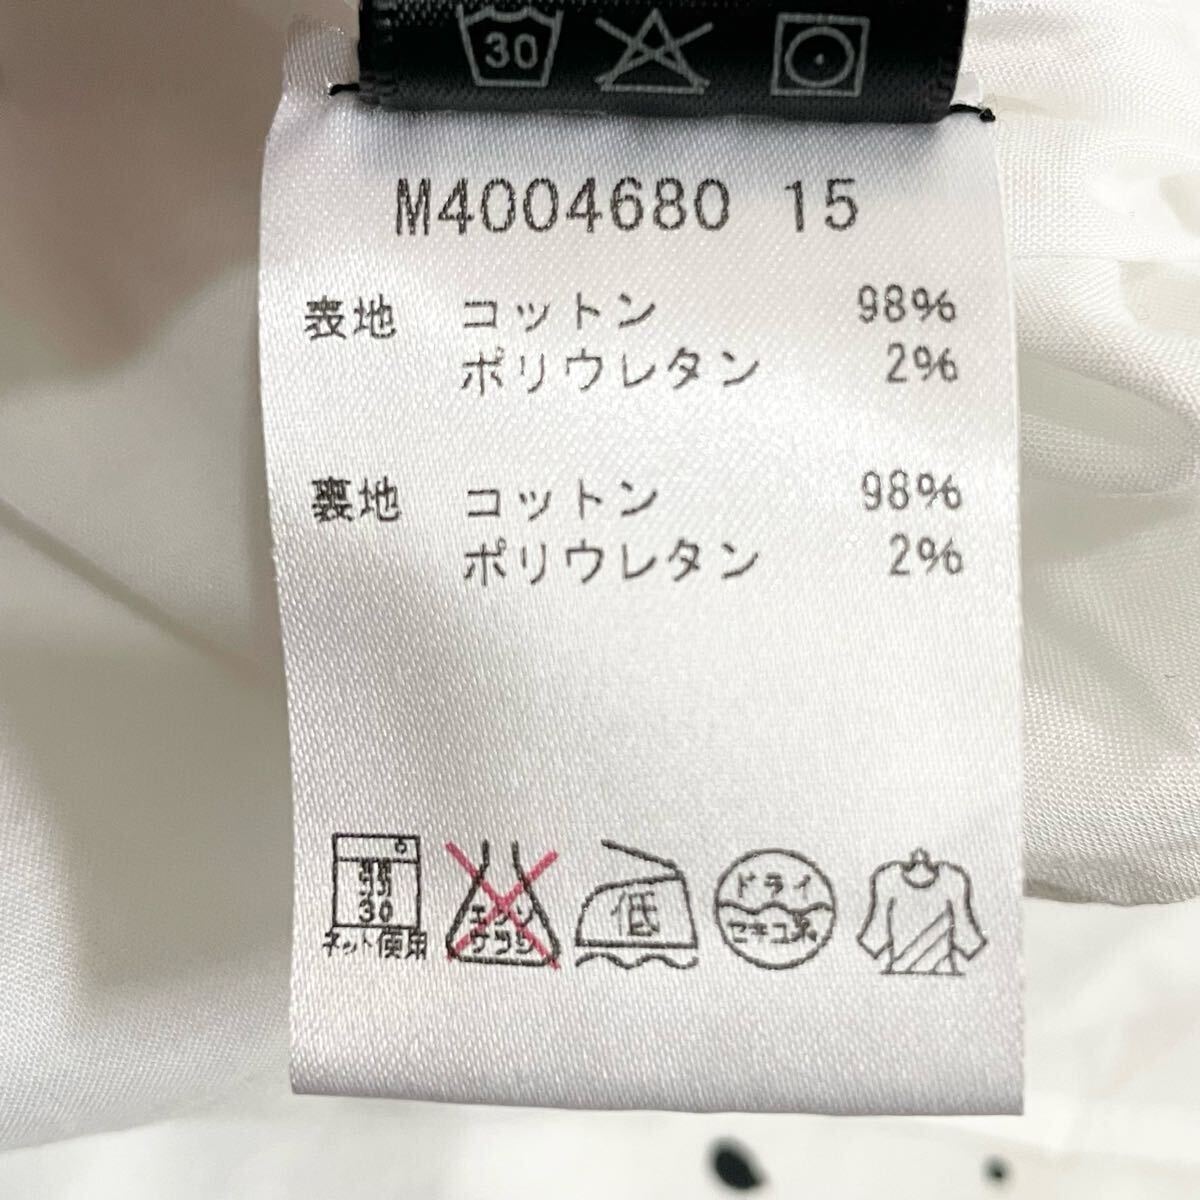 30
M4004680 15
表地 コットン 98%
ポリウレタン 2%
裏地 コットン 98%
ポリウレタン 2%
弱
30
ネット使用
エンソ
サラシ
低
ドライ
セキユ系